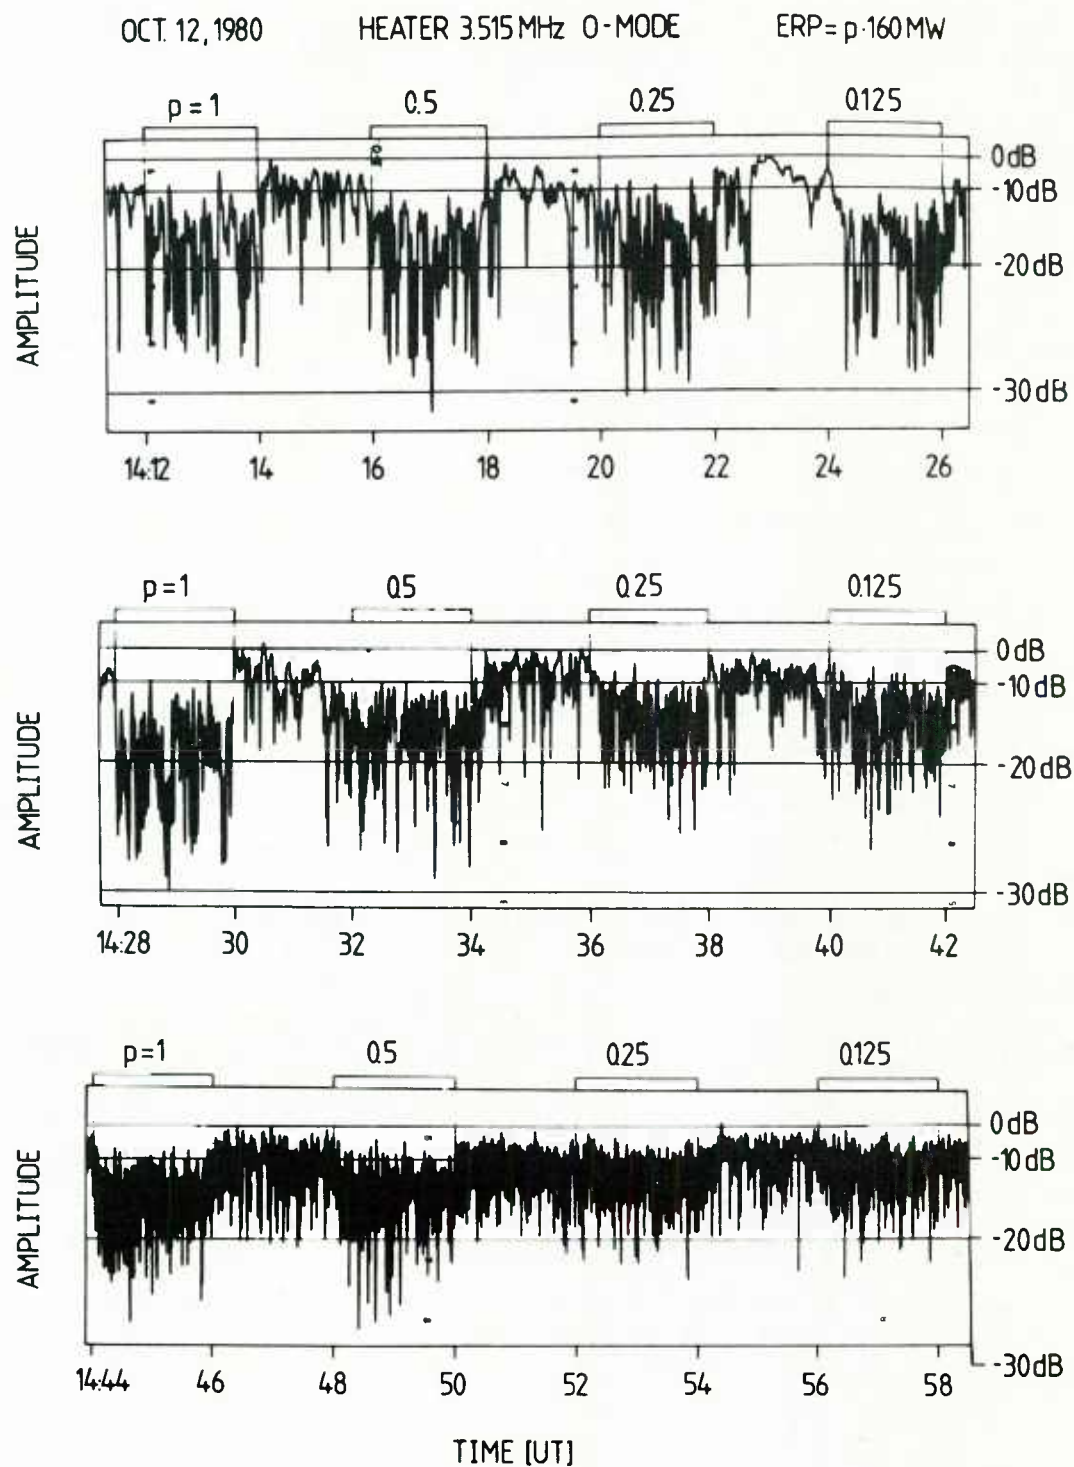 OCT. 12, 1980 HEATER 3.515 MHz O-MODE ERP = p·160 MW
p = 1 0.5 0.25 0.125
0 dB
-10 dB
-20 dB
-30 dB
AMPLITUDE
14:12 14 16 18 20 22 24 26
p = 1 0.5 0.25 0.125
0 dB
-10 dB
-20 dB
-30 dB
AMPLITUDE
14:28 30 32 34 36 38 40 42
p = 1 0.5 0.25 0.125
0 dB
-10 dB
-20 dB
-30 dB
AMPLITUDE
14:44 46 48 50 52 54 56 58
TIME [UT]